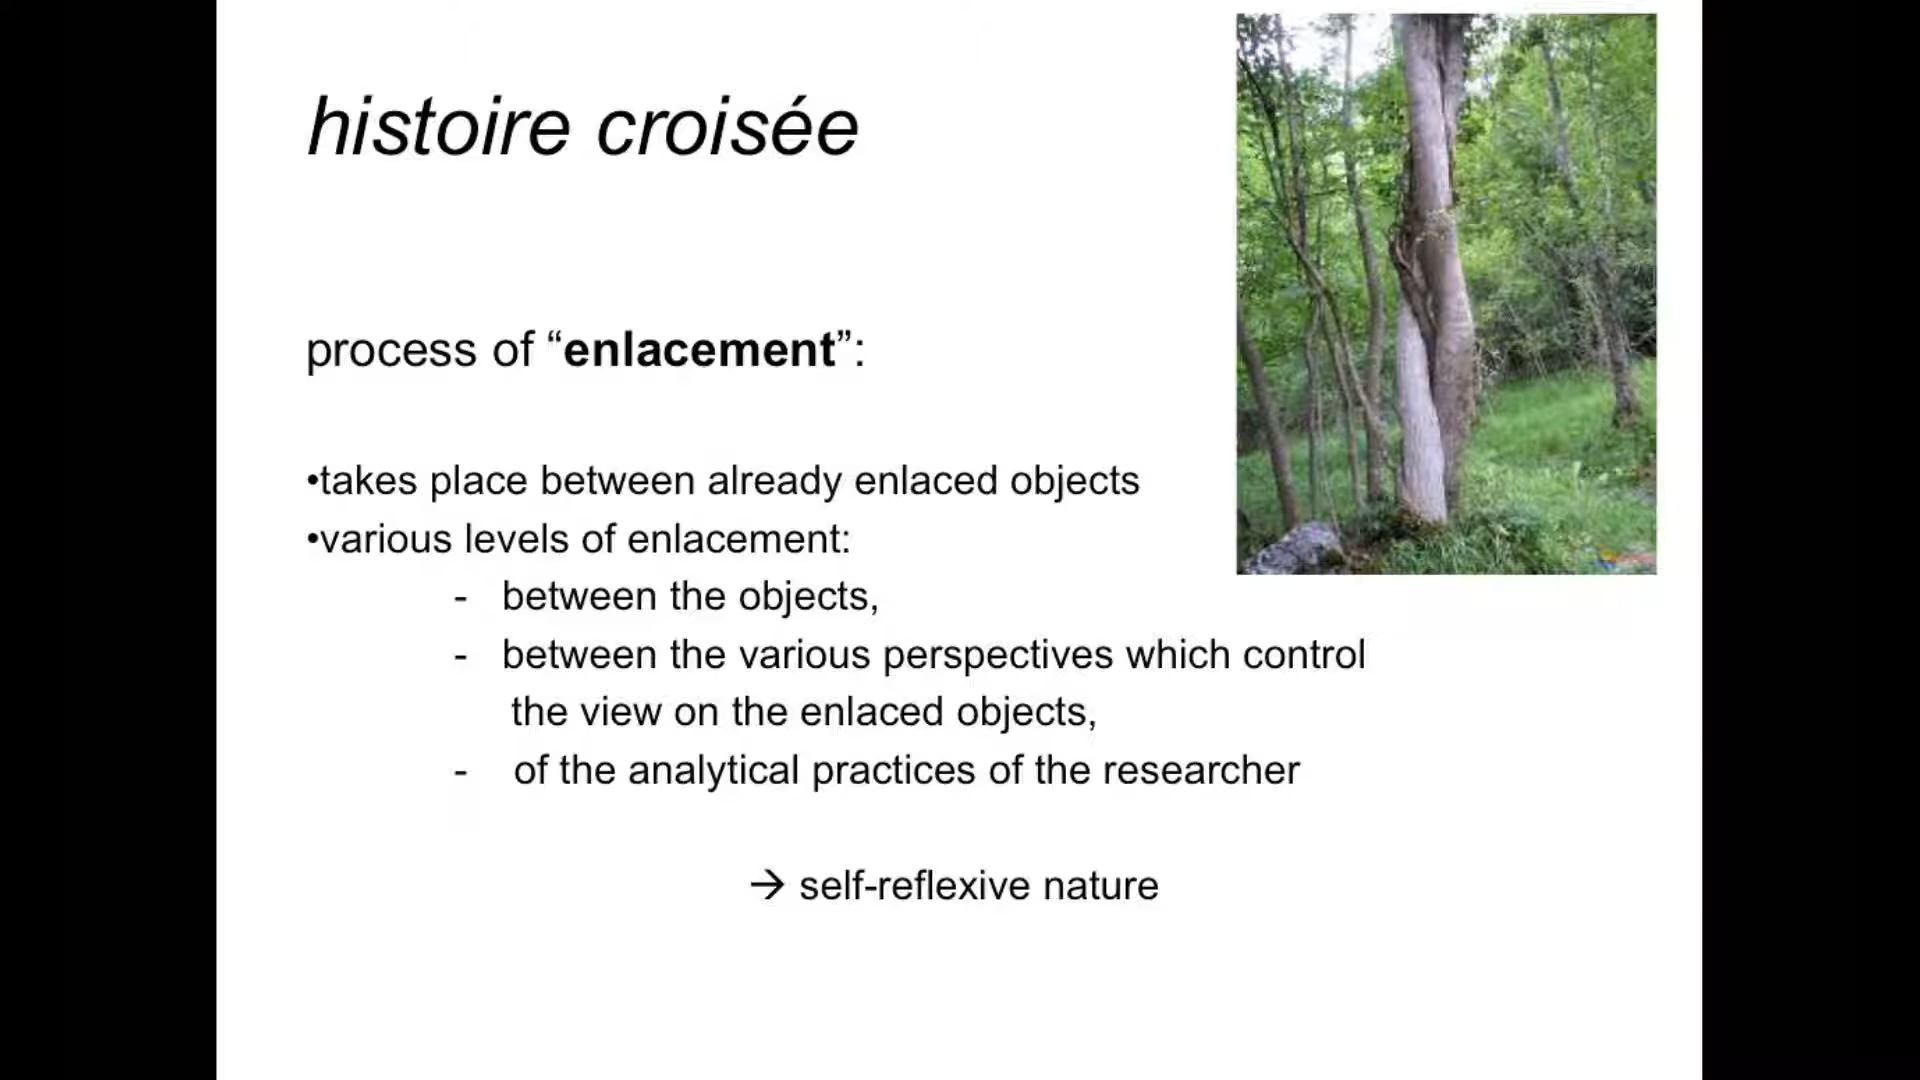 histoire croisée
process of “enlacement”:
•takes place between already enlaced objects
•various levels of enlacement:
- between the objects,
- between the various perspectives which control
the view on the enlaced objects,
- of the analytical practices of the researcher
→ self-reflexive nature